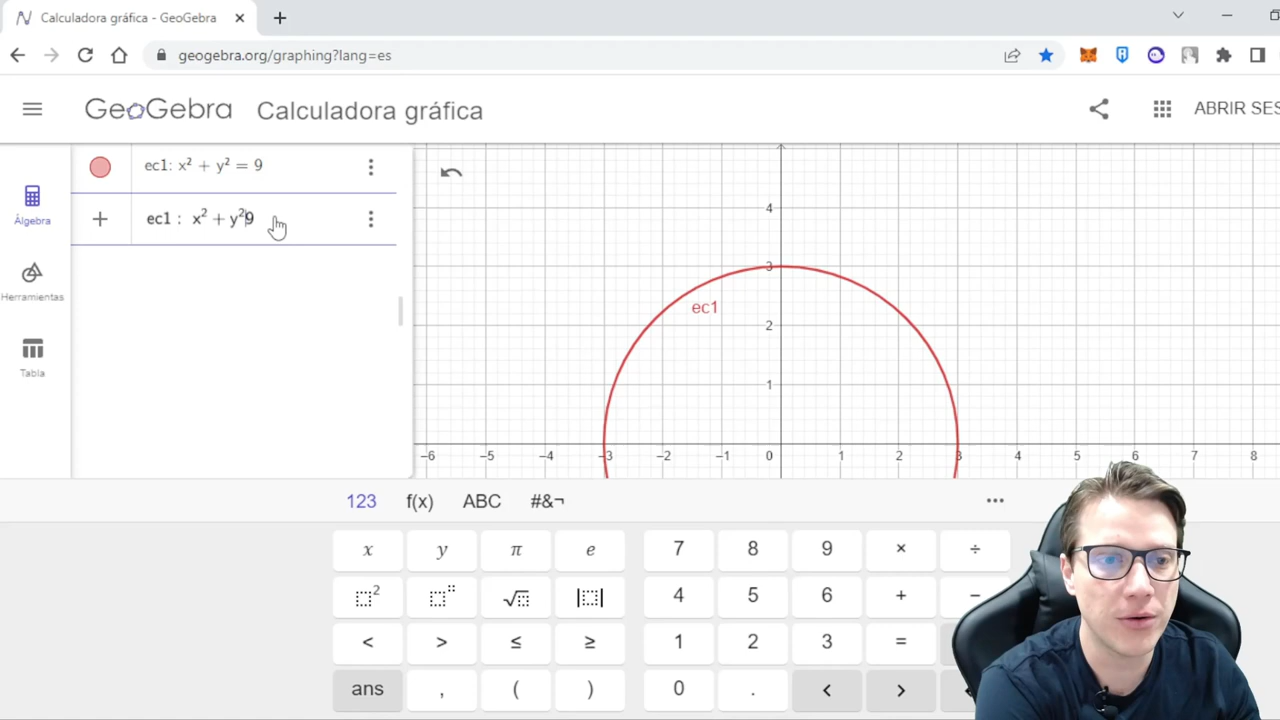 Calculadora gráfica - GeoGebra
geogebra.org/graphing?lang=es
GeoGebra Calculadora gráfica
ABRIR SES
Álgebra
Herramientas
Tabla
ec1: x² + y² = 9
ec1 : x² + y²9
ec1
4
3
2
1
−6 −5 −4 −3 −2 −1 0 1 2 3 4 5 6 7 8
123 f(x) ABC #&¬ ...
x y π e 7 8 9 × ÷
□² □ⁿ √□ |□| 4 5 6 + −
< > ≤ ≥ 1 2 3 =
ans , ( ) 0 . < >